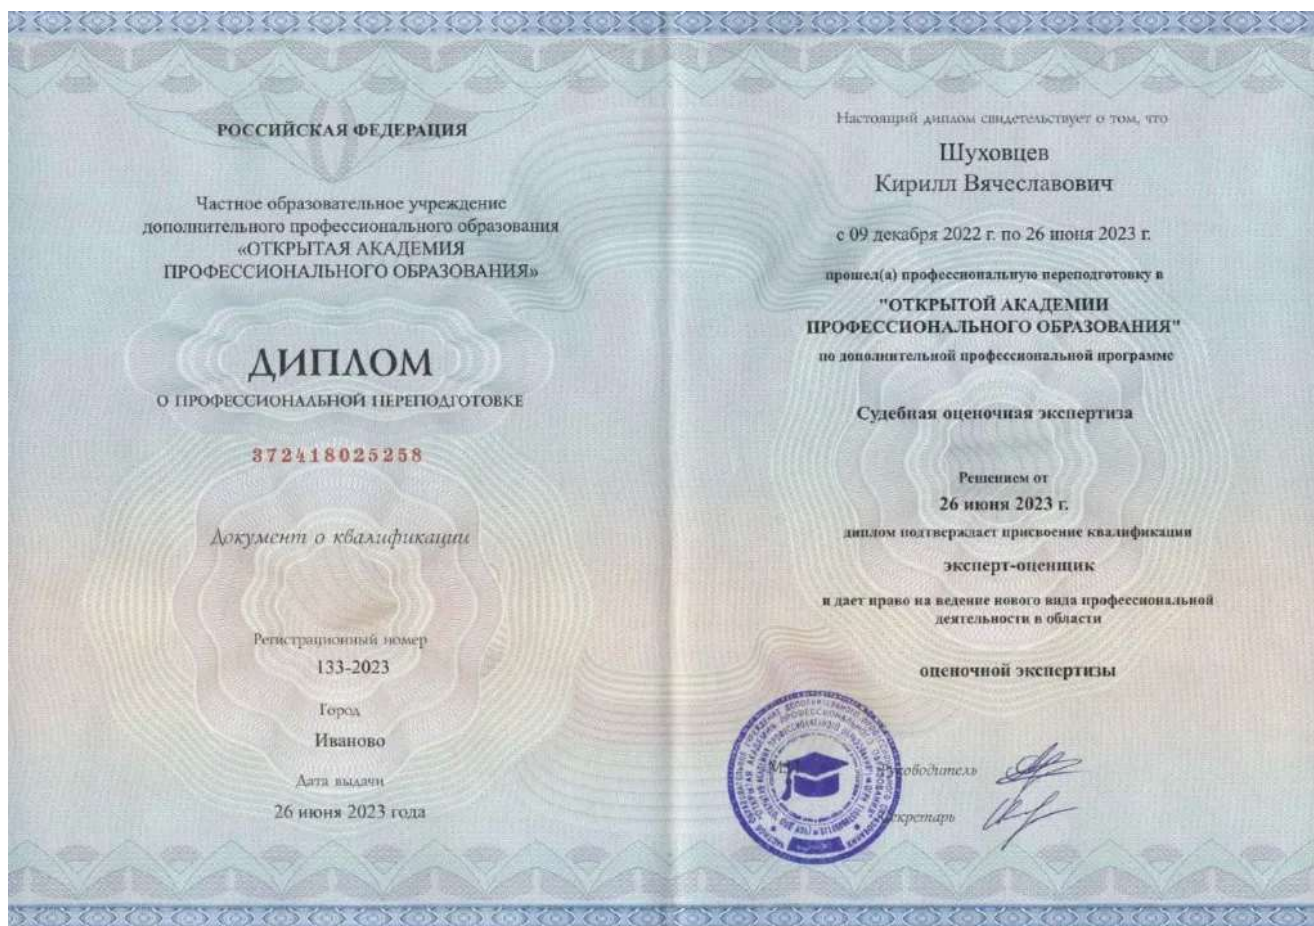 РОССИЙСКАЯ ФЕДЕРАЦИЯ
Частное образовательное учреждение
дополнительного профессионального образования
«ОТКРЫТАЯ АКАДЕМИЯ
ПРОФЕССИОНАЛЬНОГО ОБРАЗОВАНИЯ»
ДИПЛОМ
О ПРОФЕССИОНАЛЬНОЙ ПЕРЕПОДГОТОВКЕ
372418025258
Документ о квалификации
Регистрационный номер
133-2023
Город
Иваново
Дата выдачи
26 июня 2023 года
Настоящий диплом свидетельствует о том, что
Шуховцев
Кирилл Вячеславович
с 09 декабря 2022 г. по 26 июня 2023 г.
прошел(а) профессиональную переподготовку в
"ОТКРЫТОЙ АКАДЕМИИ
ПРОФЕССИОНАЛЬНОГО ОБРАЗОВАНИЯ"
по дополнительной профессиональной программе
Судебная оценочная экспертиза
Решением от
26 июня 2023 г.
диплом подтверждает присвоение квалификации
эксперт-оценщик
и дает право на ведение нового вида профессиональной
деятельности в области
оценочной экспертизы
Руководитель
Секретарь